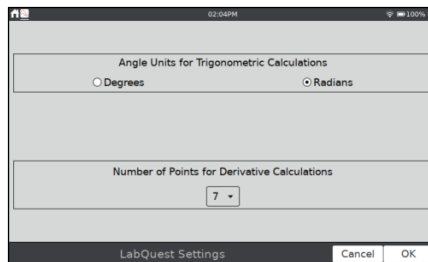 02:04PM
100%
Angle Units for Trigonometric Calculations
Degrees
Radians
Number of Points for Derivative Calculations
7
LabQuest Settings
Cancel
OK